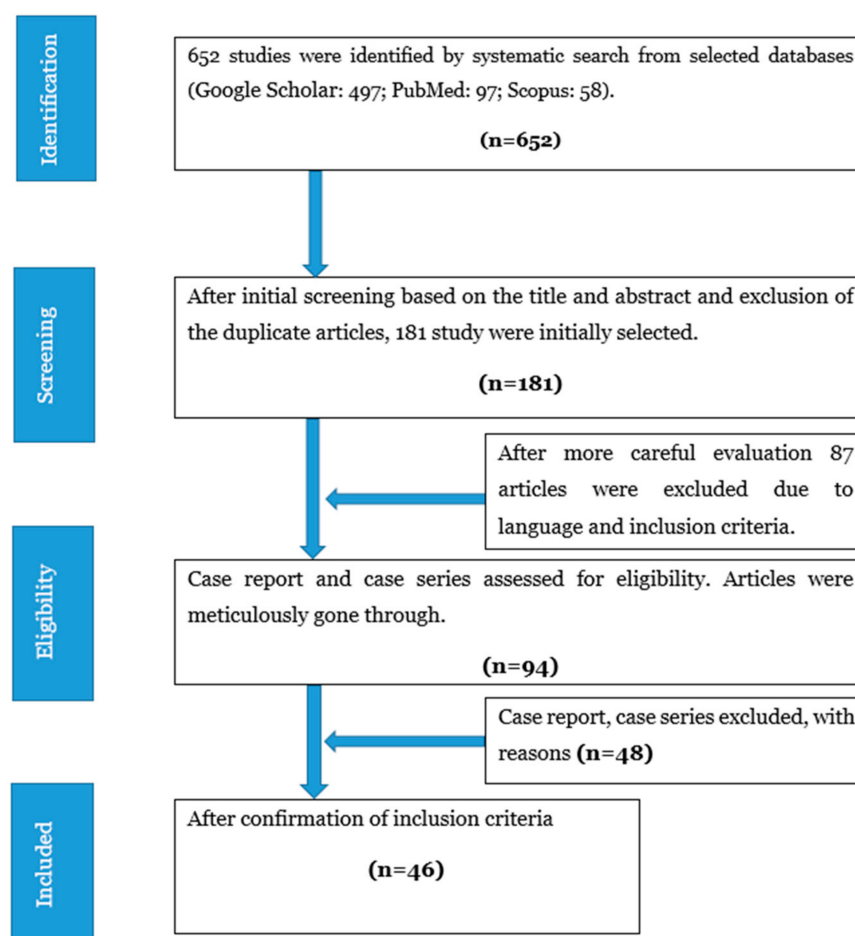 Identification
652 studies were identified by systematic search from selected databases
(Google Scholar: 497; PubMed: 97; Scopus: 58).
(n=652)
Screening
After initial screening based on the title and abstract and exclusion of
the duplicate articles, 181 study were initially selected.
(n=181)
After more careful evaluation 87
articles were excluded due to
language and inclusion criteria.
Eligibility
Case report and case series assessed for eligibility. Articles were
meticulously gone through.
(n=94)
Case report, case series excluded, with
reasons (n=48)
Included
After confirmation of inclusion criteria
(n=46)